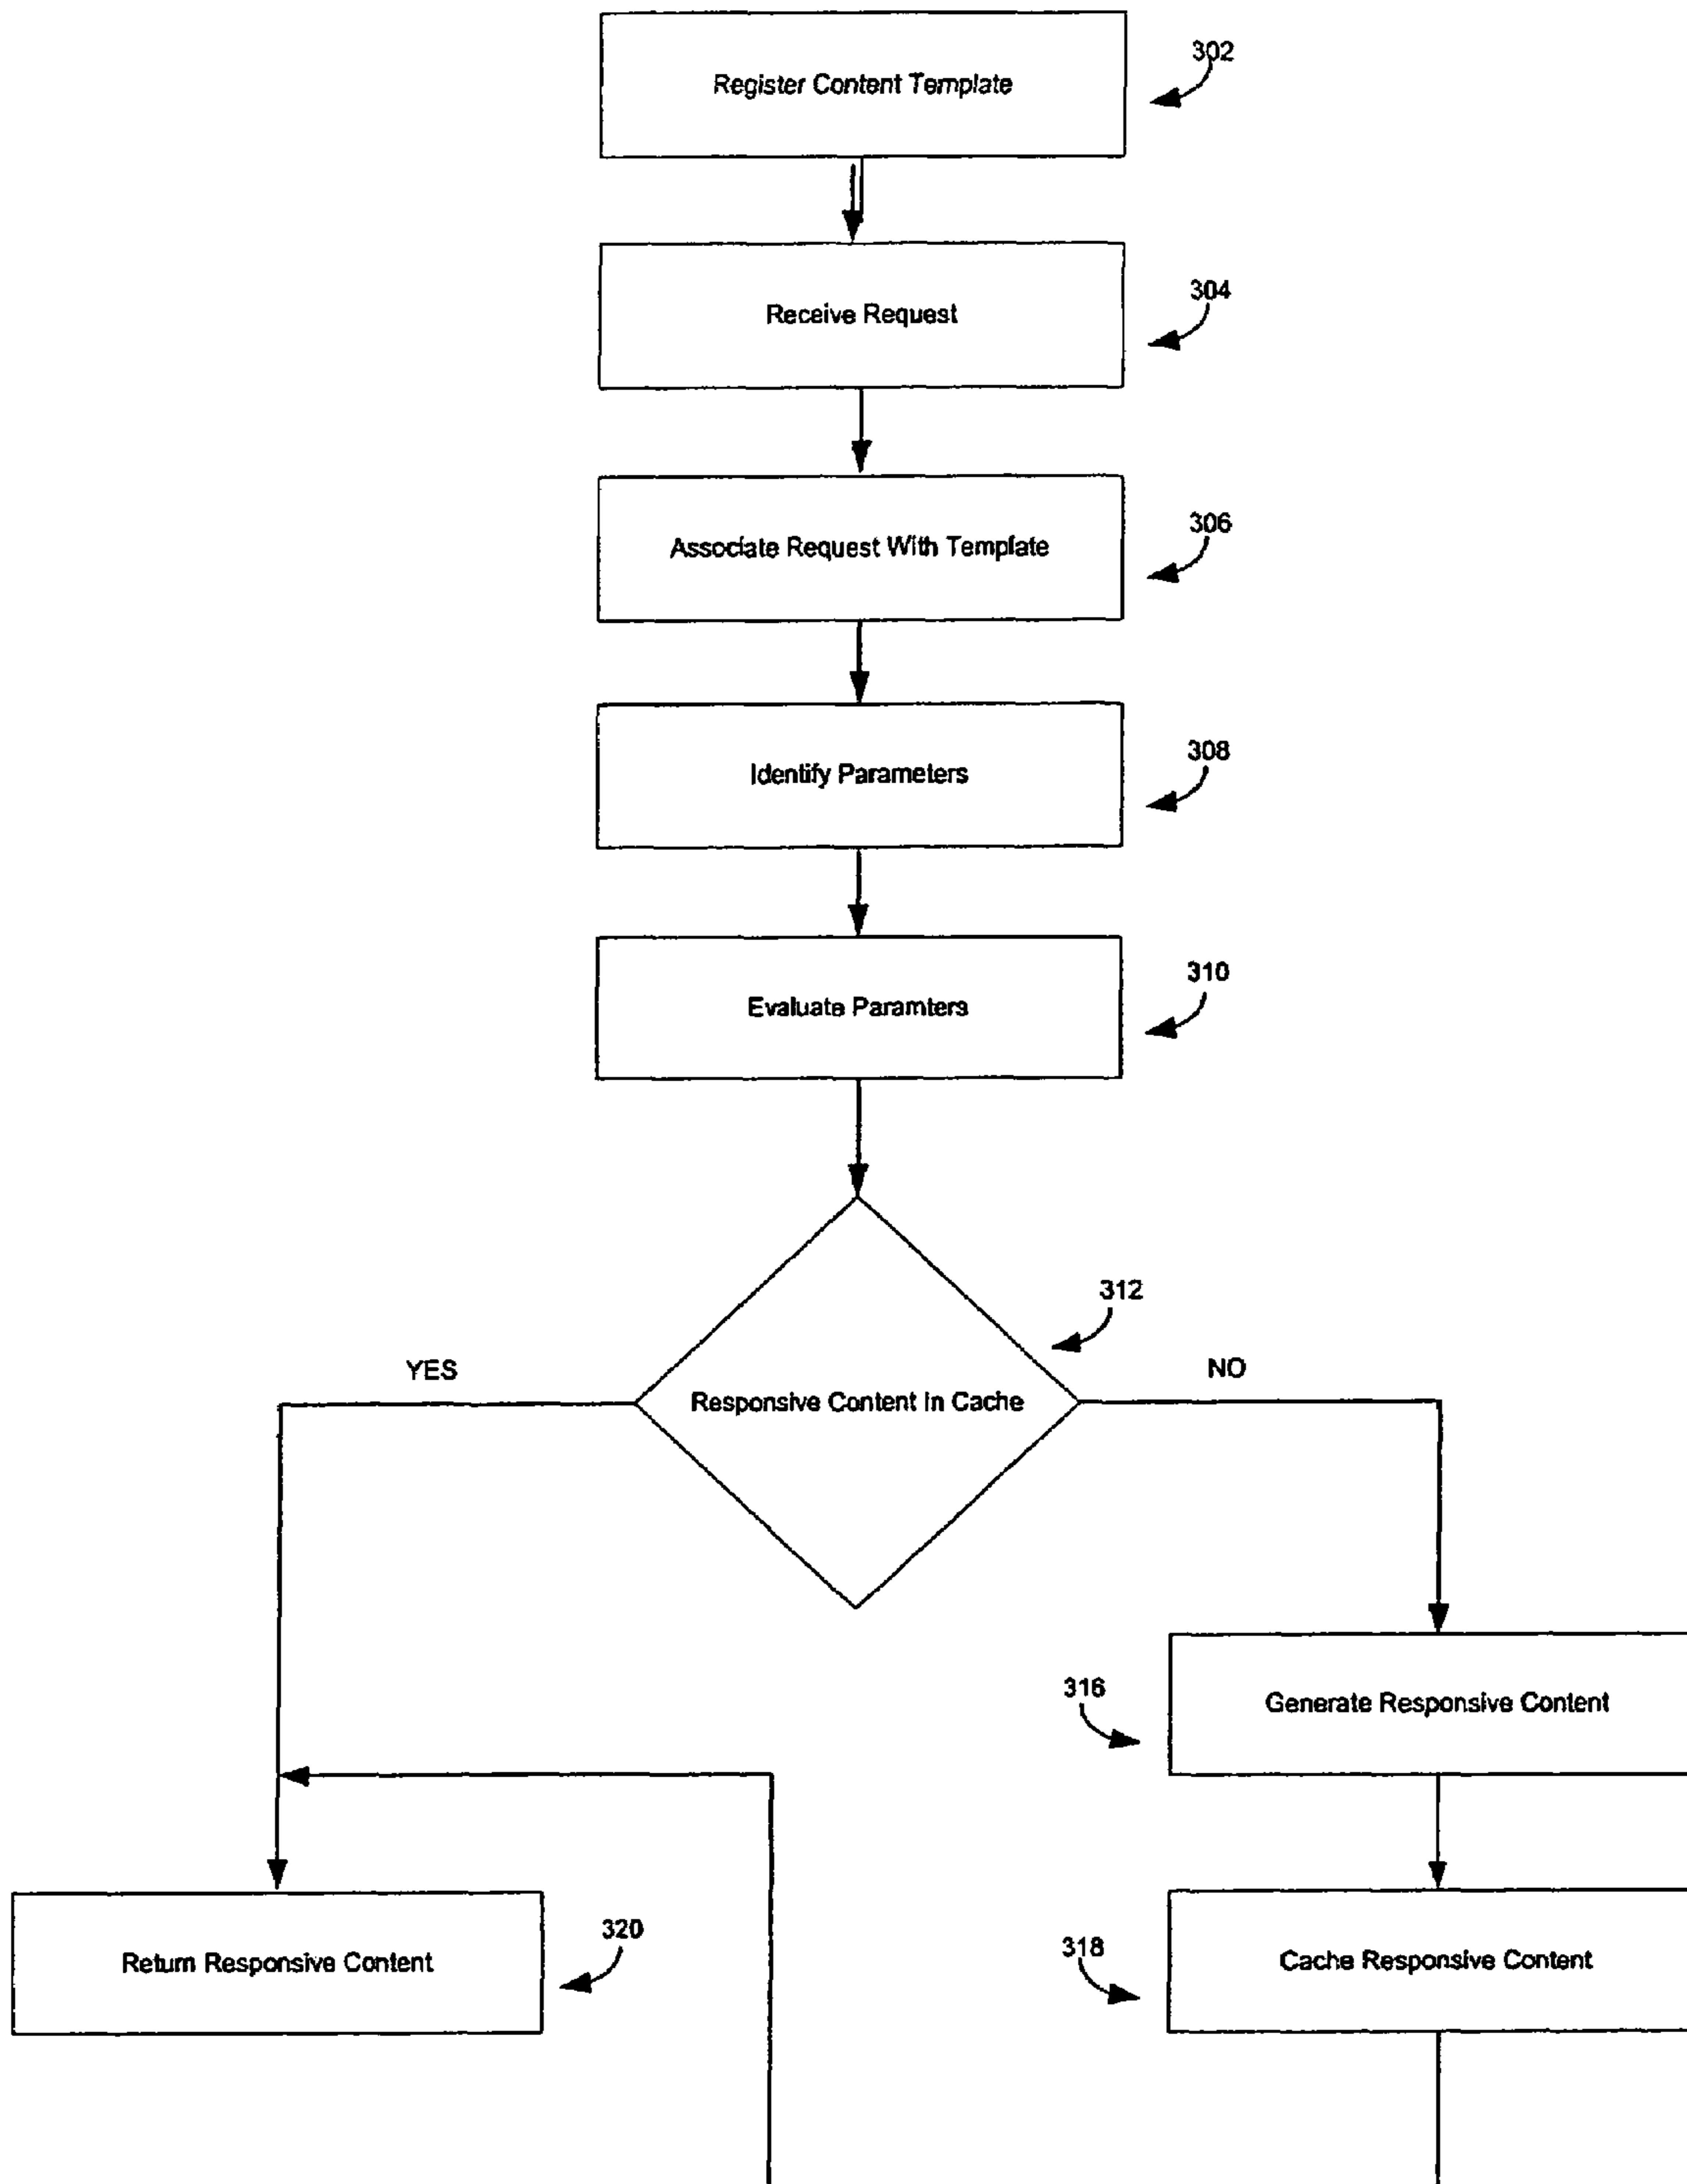 Register Content Template
302
Receive Request
304
Associate Request With Template
306
Identify Parameters
308
Evaluate Paramters
310
312
YES
NO
Responsive Content In Cache
316
Generate Responsive Content
Return Responsive Content
320
318
Cache Responsive Content